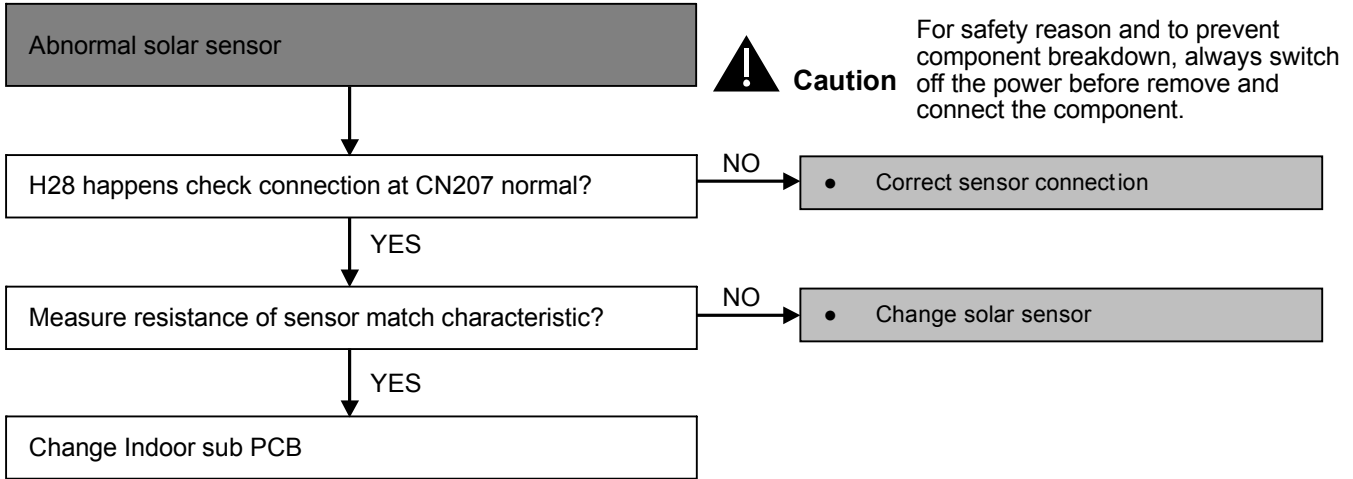 Abnormal solar sensor
Caution
For safety reason and to prevent
component breakdown, always switch
off the power before remove and
connect the component.
H28 happens check connection at CN207 normal?
NO
● Correct sensor connection
YES
Measure resistance of sensor match characteristic?
NO
● Change solar sensor
YES
Change Indoor sub PCB